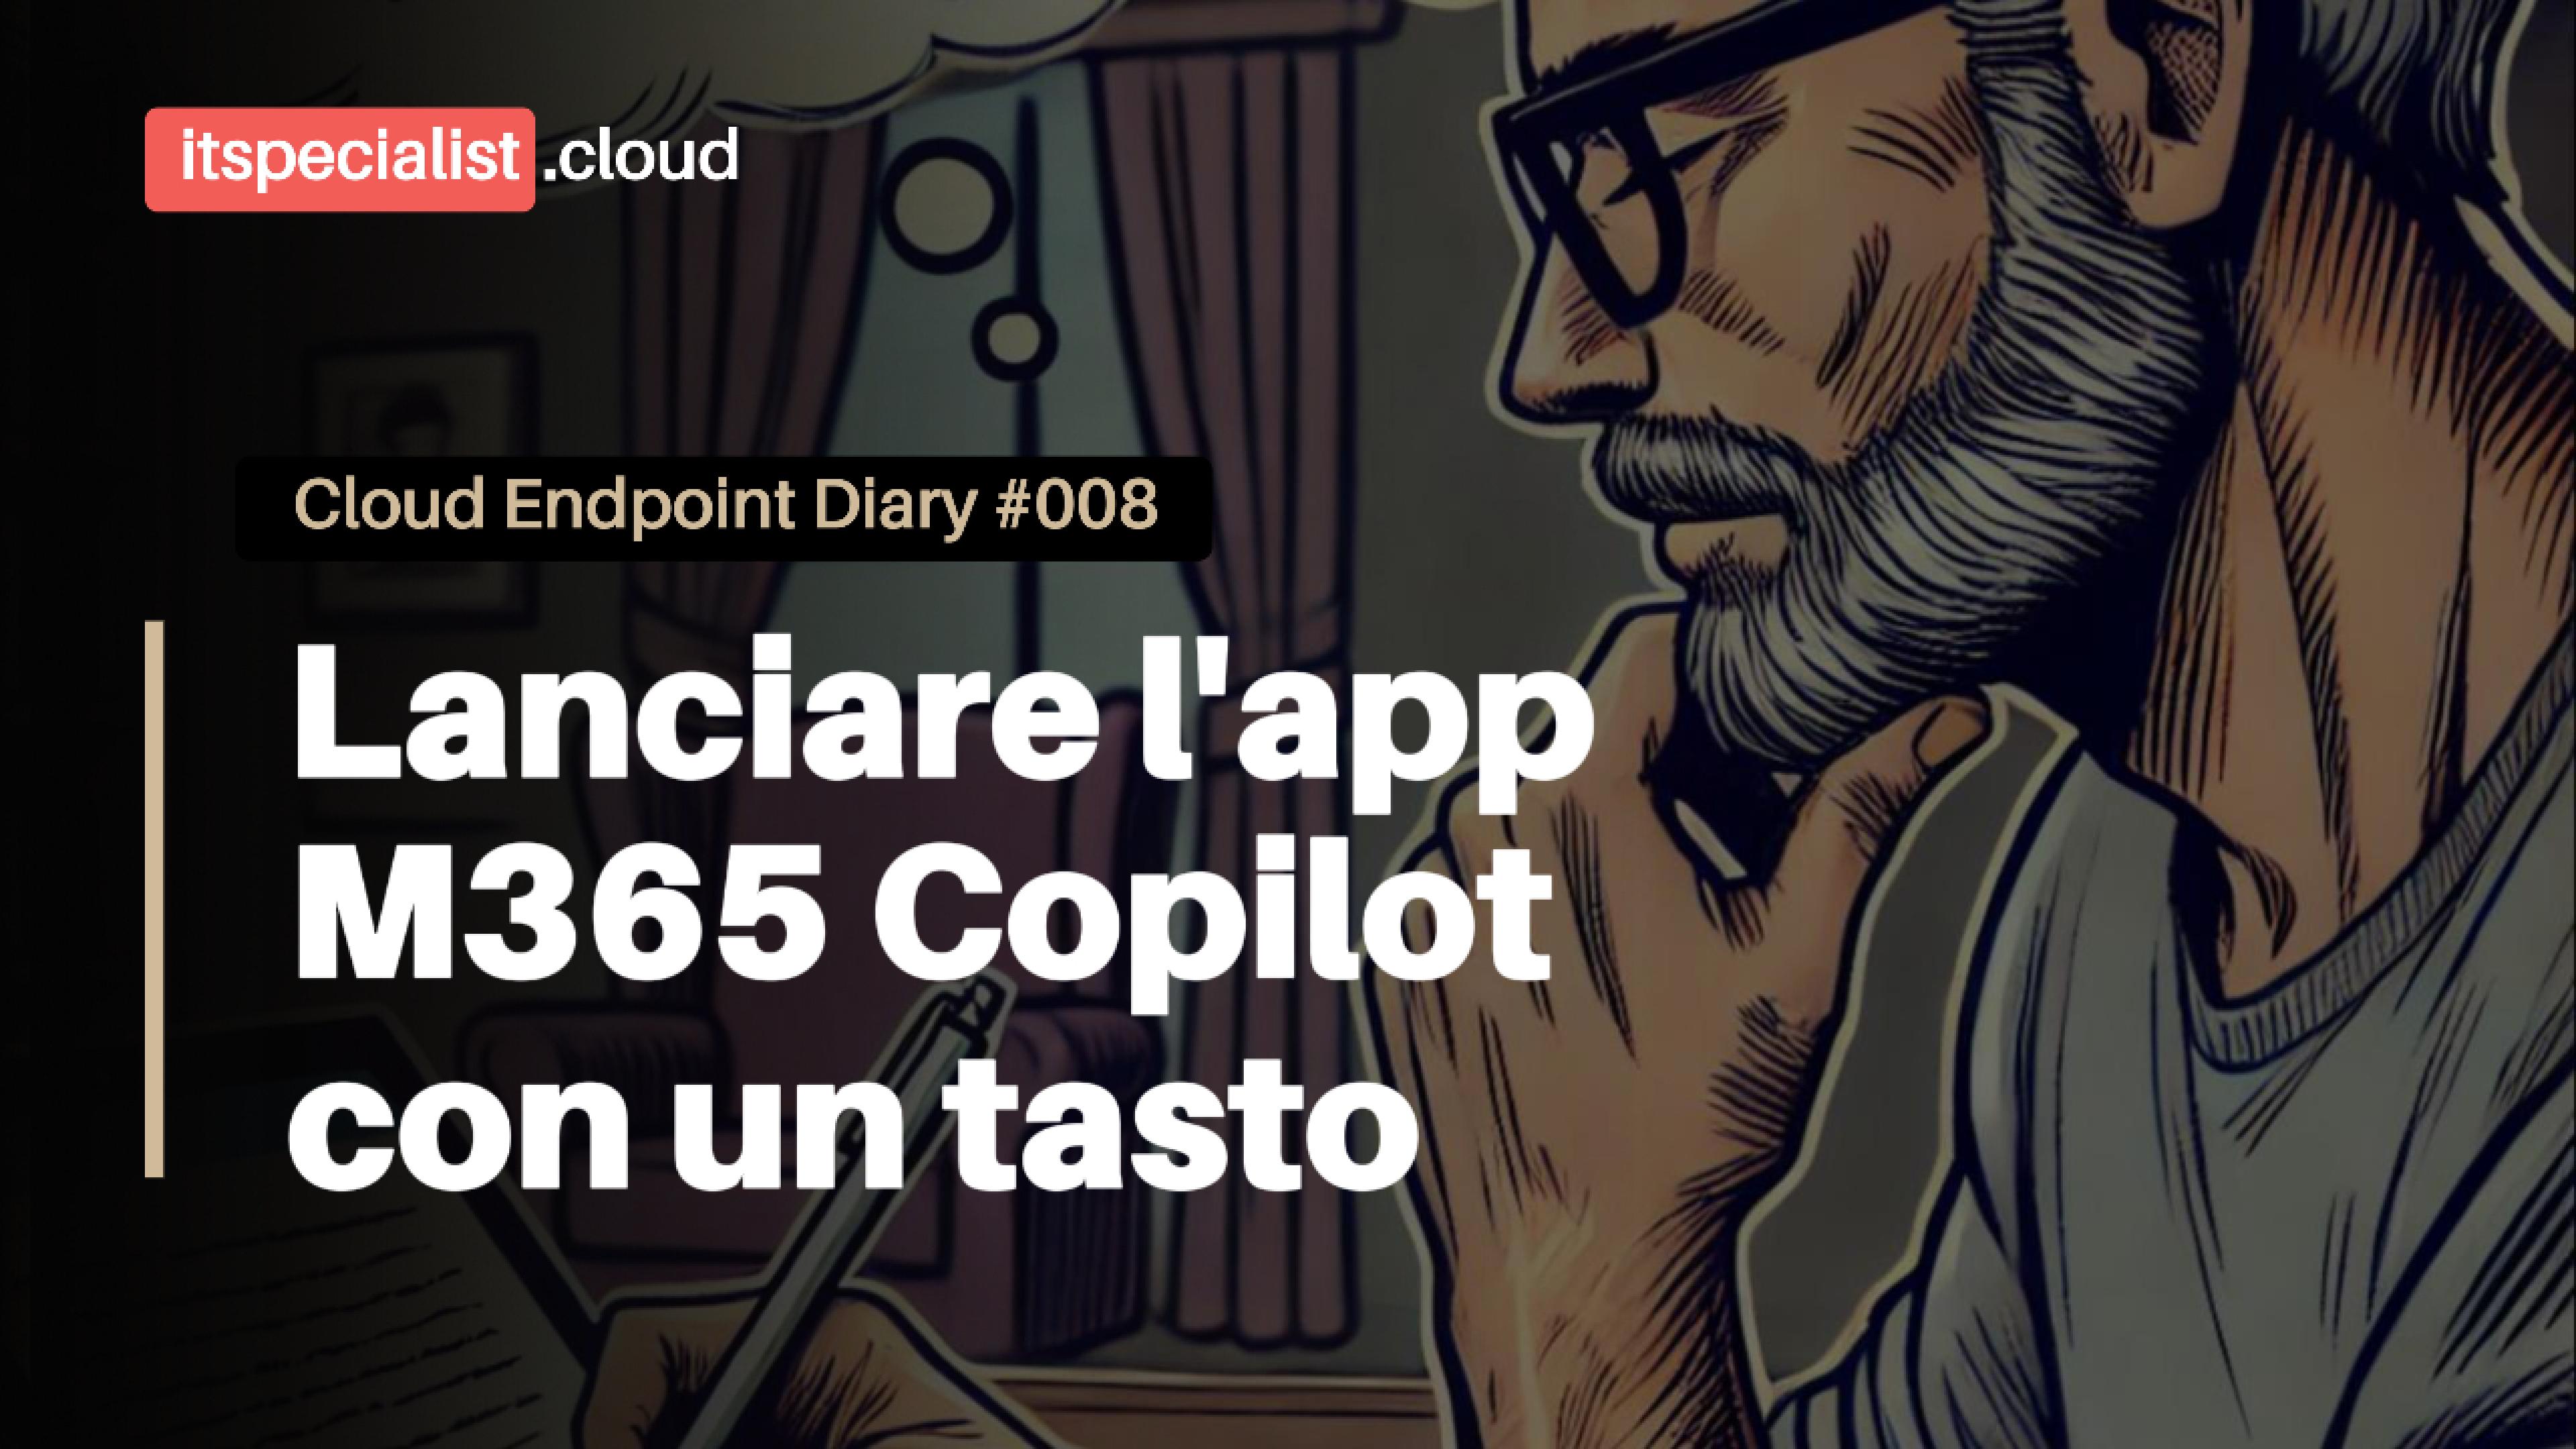 itspecialist.cloud
Cloud Endpoint Diary #008
Lanciare l'app
M365 Copilot
con un tasto